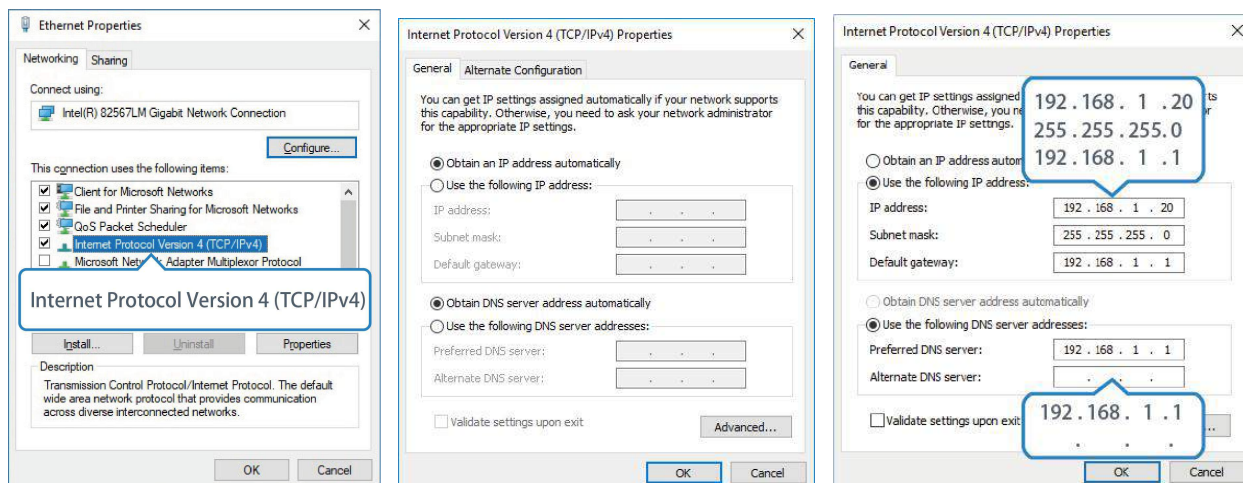 Ethernet Properties
Networking Sharing
Connect using:
Intel(R) 82567LM Gigabit Network Connection
Configure...
This connection uses the following items:
Client for Microsoft Networks
File and Printer Sharing for Microsoft Networks
QoS Packet Scheduler
Internet Protocol Version 4 (TCP/IPv4)
Microsoft Adapter Multiplexor Protocol
Internet Protocol Version 4 (TCP/IPv4)
Install... Uninstall Properties
Description
Transmission Control Protocol/Internet Protocol. The default
wide area network protocol that provides communication
across diverse interconnected networks.
OK Cancel
Internet Protocol Version 4 (TCP/IPv4) Properties
General Alternate Configuration
You can get IP settings assigned automatically if your network supports
this capability. Otherwise, you need to ask your network administrator
for the appropriate IP settings.
Obtain an IP address automatically
Use the following IP address:
IP address: . . .
Subnet mask: . . .
Default gateway: . . .
Obtain DNS server address automatically
Use the following DNS server addresses:
Preferred DNS server: . . .
Alternate DNS server: . . .
Validate settings upon exit
Advanced...
OK Cancel
Internet Protocol Version 4 (TCP/IPv4) Properties
General
You can get IP settings assigned
this capability. Otherwise, you
for the appropriate IP settings.
192.168. 1 .20
255.255.255.0
192.168. 1 .1
Obtain an IP address
Use the following IP address:
IP address: 192 . 168 . 1 . 20
Subnet mask: 255 . 255 . 255 . 0
Default gateway: 192 . 168 . 1 . 1
Obtain DNS server address automatically
Use the following DNS server addresses:
Preferred DNS server: 192 . 168 . 1 . 1
Alternate DNS server: . . .
192.168. 1 .1
. . .
Validate settings upon exit
OK Cancel